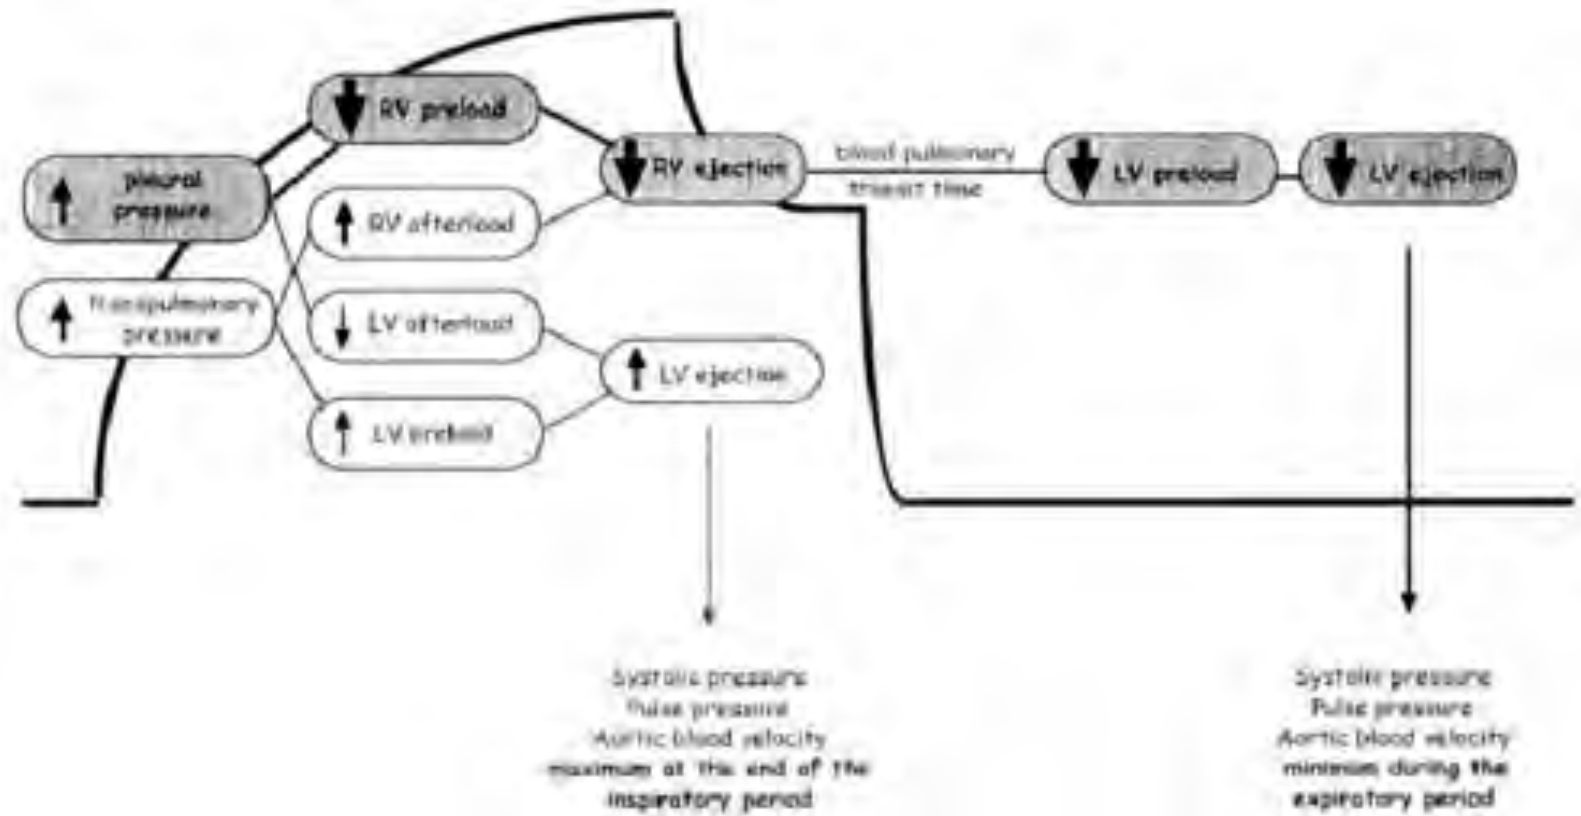 RV preload
pleural
pressure
RV ejection
blood pulmonary
transit time
LV preload
LV ejection
RV afterload
transpulmonary
pressure
LV afterload
LV ejection
LV preload
Systolic pressure
Pulse pressure
Aortic blood velocity
maximum at the end of the
inspiratory period
Systolic pressure
Pulse pressure
Aortic blood velocity
minimum during the
expiratory period